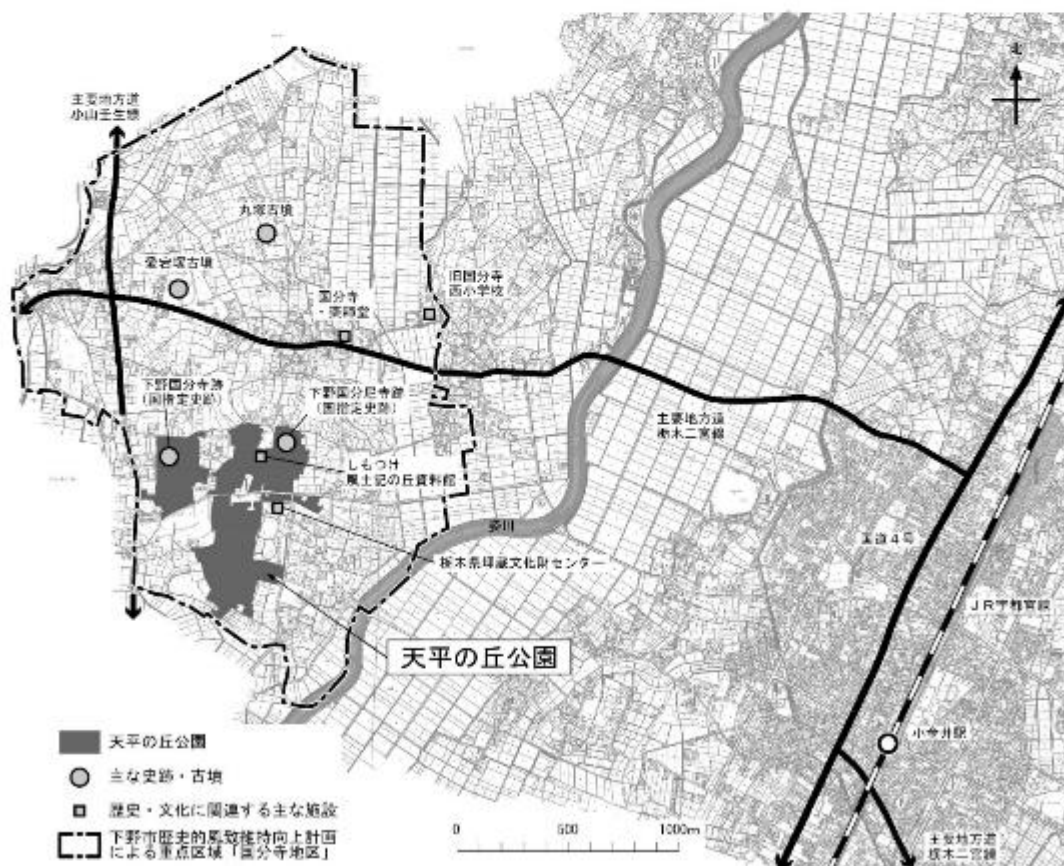 北
主要地方道
小山壬生線
丸塚古墳
愛宕塚古墳
旧国分寺
西小学校
国分寺
・薬師堂
下野国分寺跡
(国指定史跡)
下野国分尼寺跡
(国指定史跡)
主要地方道
栃木二宮線
しもつけ
風土記の丘資料館
姿川
国道4号
栃木県埋蔵文化財センター
JR宇都宮線
天平の丘公園
小金井駅
天平の丘公園
主な史跡・古墳
歴史・文化に関連する主な施設
下野市歴史的風致維持向上計画
による重点区域「国分寺地区」
0 500 1000m
主要地方道
栃木二宮線